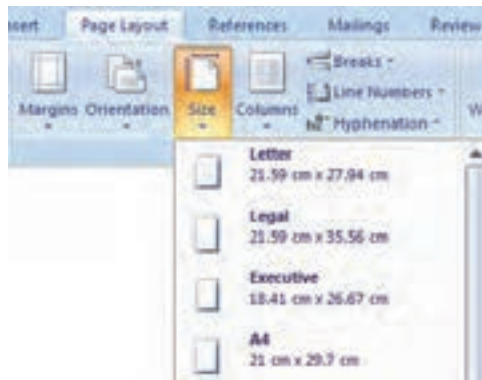 Page Layout References Mailings Review
Margins Orientation Size Columns
Breaks
Line Numbers
Hyphenation
Letter
21.59 cm x 27.94 cm
Legal
21.59 cm x 35.56 cm
Executive
18.41 cm x 26.67 cm
A4
21 cm x 29.7 cm